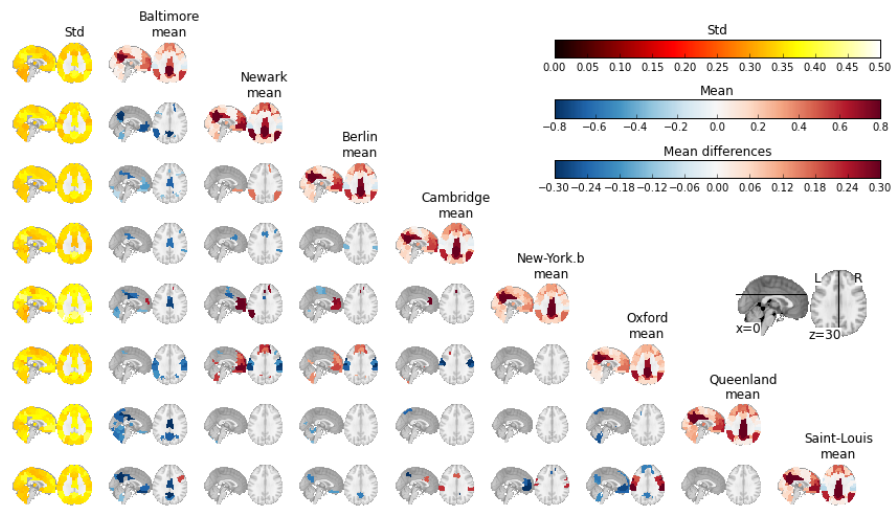 Std
Baltimore
mean
Newark
mean
Berlin
mean
Cambridge
mean
New-York.b
mean
Oxford
mean
Queenland
mean
Saint-Louis
mean
Std
0.00 0.05 0.10 0.15 0.20 0.25 0.30 0.35 0.40 0.45 0.50
Mean
−0.8 −0.6 −0.4 −0.2 0.0 0.2 0.4 0.6 0.8
Mean differences
−0.30 −0.24 −0.18 −0.12 −0.06 0.00 0.06 0.12 0.18 0.24 0.30
L R
x=0 z=30